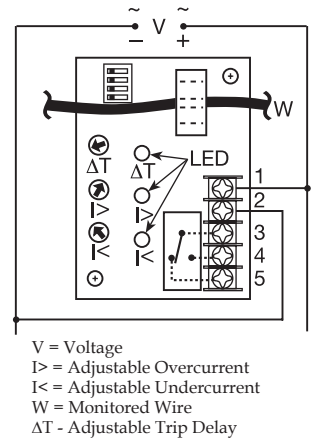 ~ ~
V
– +
W
LED
ΔT ΔT
I> I>
I< I<
1
2
3
4
5
V = Voltage
I> = Adjustable Overcurrent
I< = Adjustable Undercurrent
W = Monitored Wire
ΔT - Adjustable Trip Delay